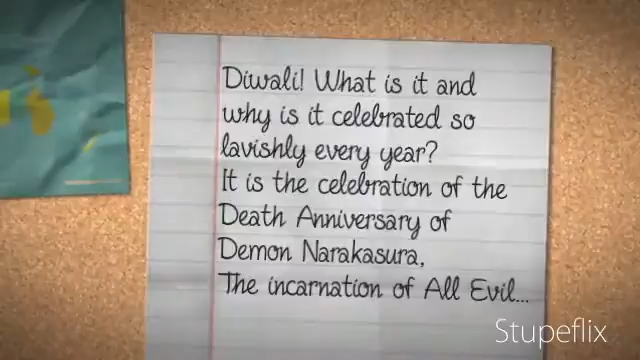 Diwali! What is it and
why is it celebrated so
lavishly every year?
It is the celebration of the
Death Anniversary of
Demon Narakasura,
The incarnation of All Evil...
Stupeflix